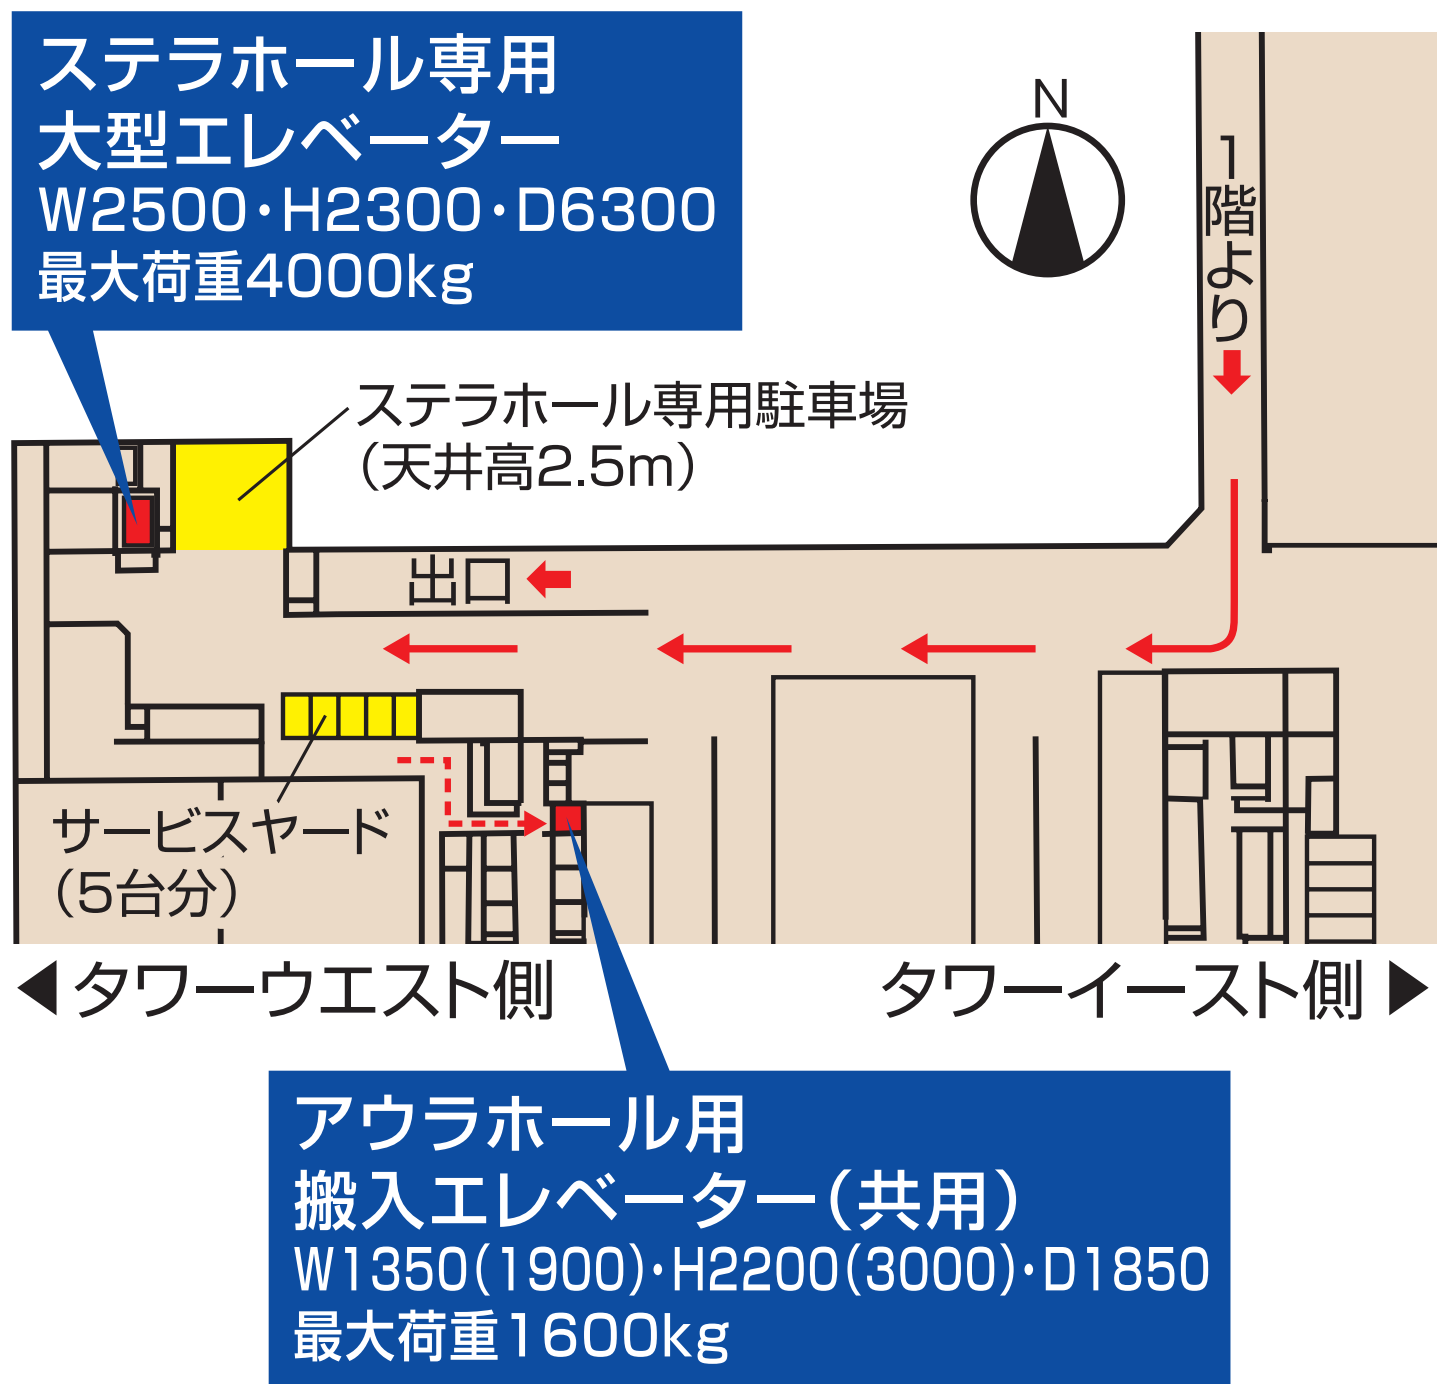 ステラホール専用
大型エレベーター
W2500・H2300・D6300
最大荷重4000kg
N
1階より
ステラホール専用駐車場
（天井高2.5m）
出口
サービスヤード
（5台分）
◀タワーウエスト側
タワーイースト側▶
アウラホール用
搬入エレベーター（共用）
W1350(1900)・H2200(3000)・D1850
最大荷重1600kg